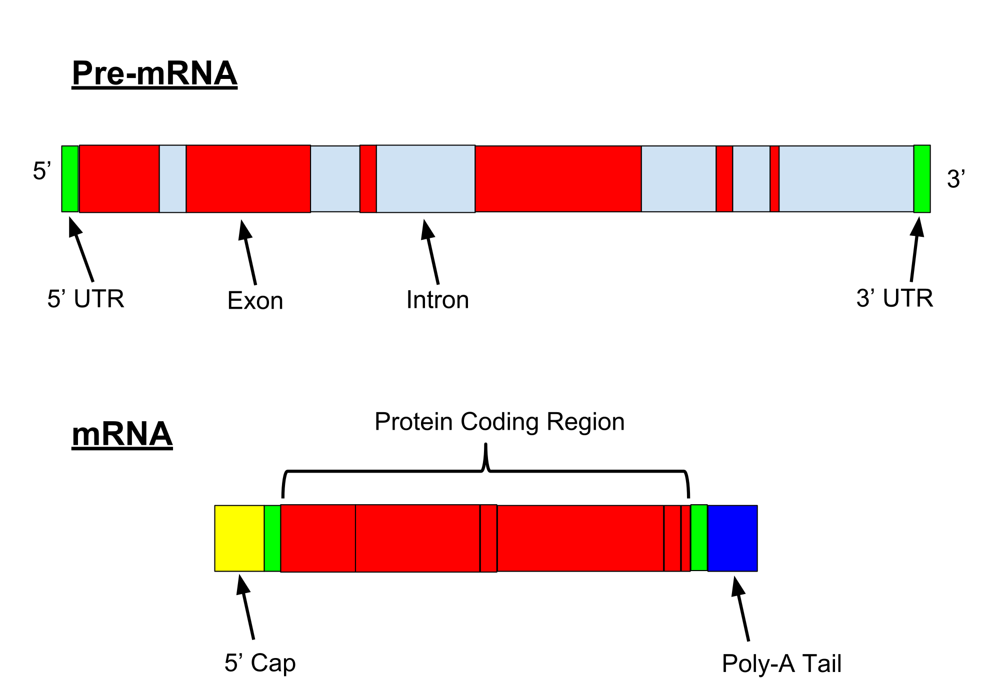 Pre-mRNA
5’
3’
5’ UTR
Exon
Intron
3’ UTR
mRNA
Protein Coding Region
5’ Cap
Poly-A Tail